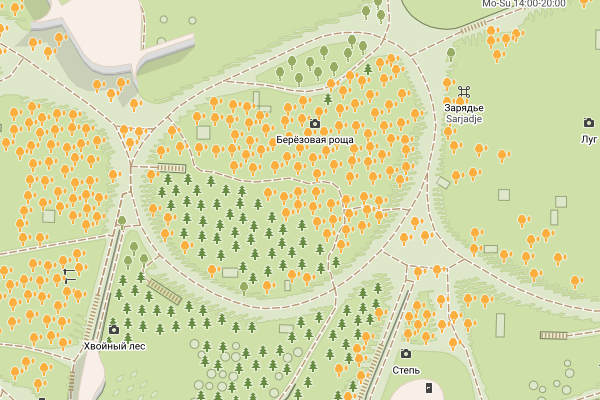 Mo-Su 14:00-20:00
Зарядье
Sarjadje
Луг
Берёзовая роща
Хвойный лес
Степь